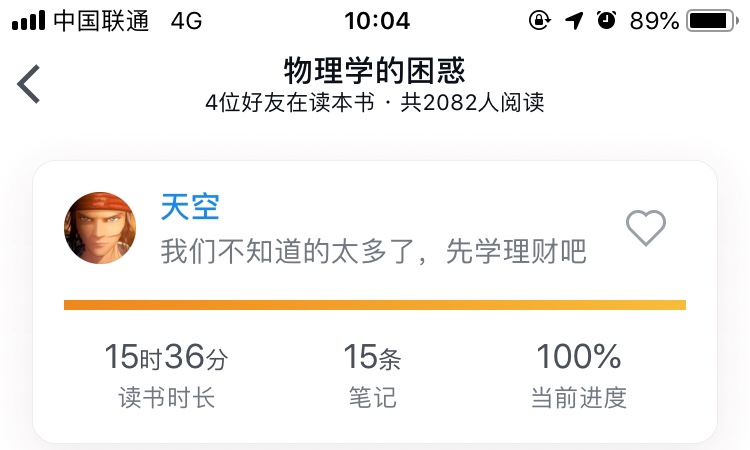 中国联通 4G 10:04 89%
物理学的困惑
4位好友在读本书 · 共2082人阅读
天空
我们不知道的太多了，先学理财吧
15时36分 15条 100%
读书时长 笔记 当前进度